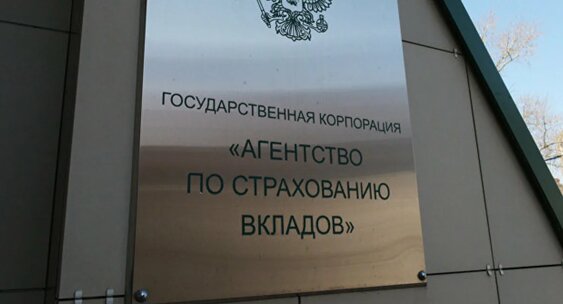 ГОСУДАРСТВЕННАЯ КОРПОРАЦИЯ
«АГЕНТСТВО
ПО СТРАХОВАНИЮ
ВКЛАДОВ»